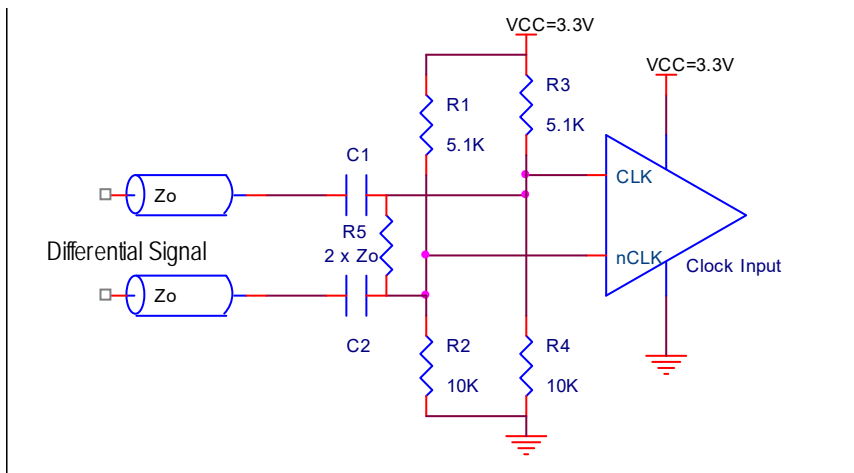 VCC=3.3V
VCC=3.3V
R1
5.1K
R3
5.1K
C1
Zo
CLK
R5
2 x Zo
Differential Signal
nCLK
Clock Input
Zo
C2
R2
10K
R4
10K